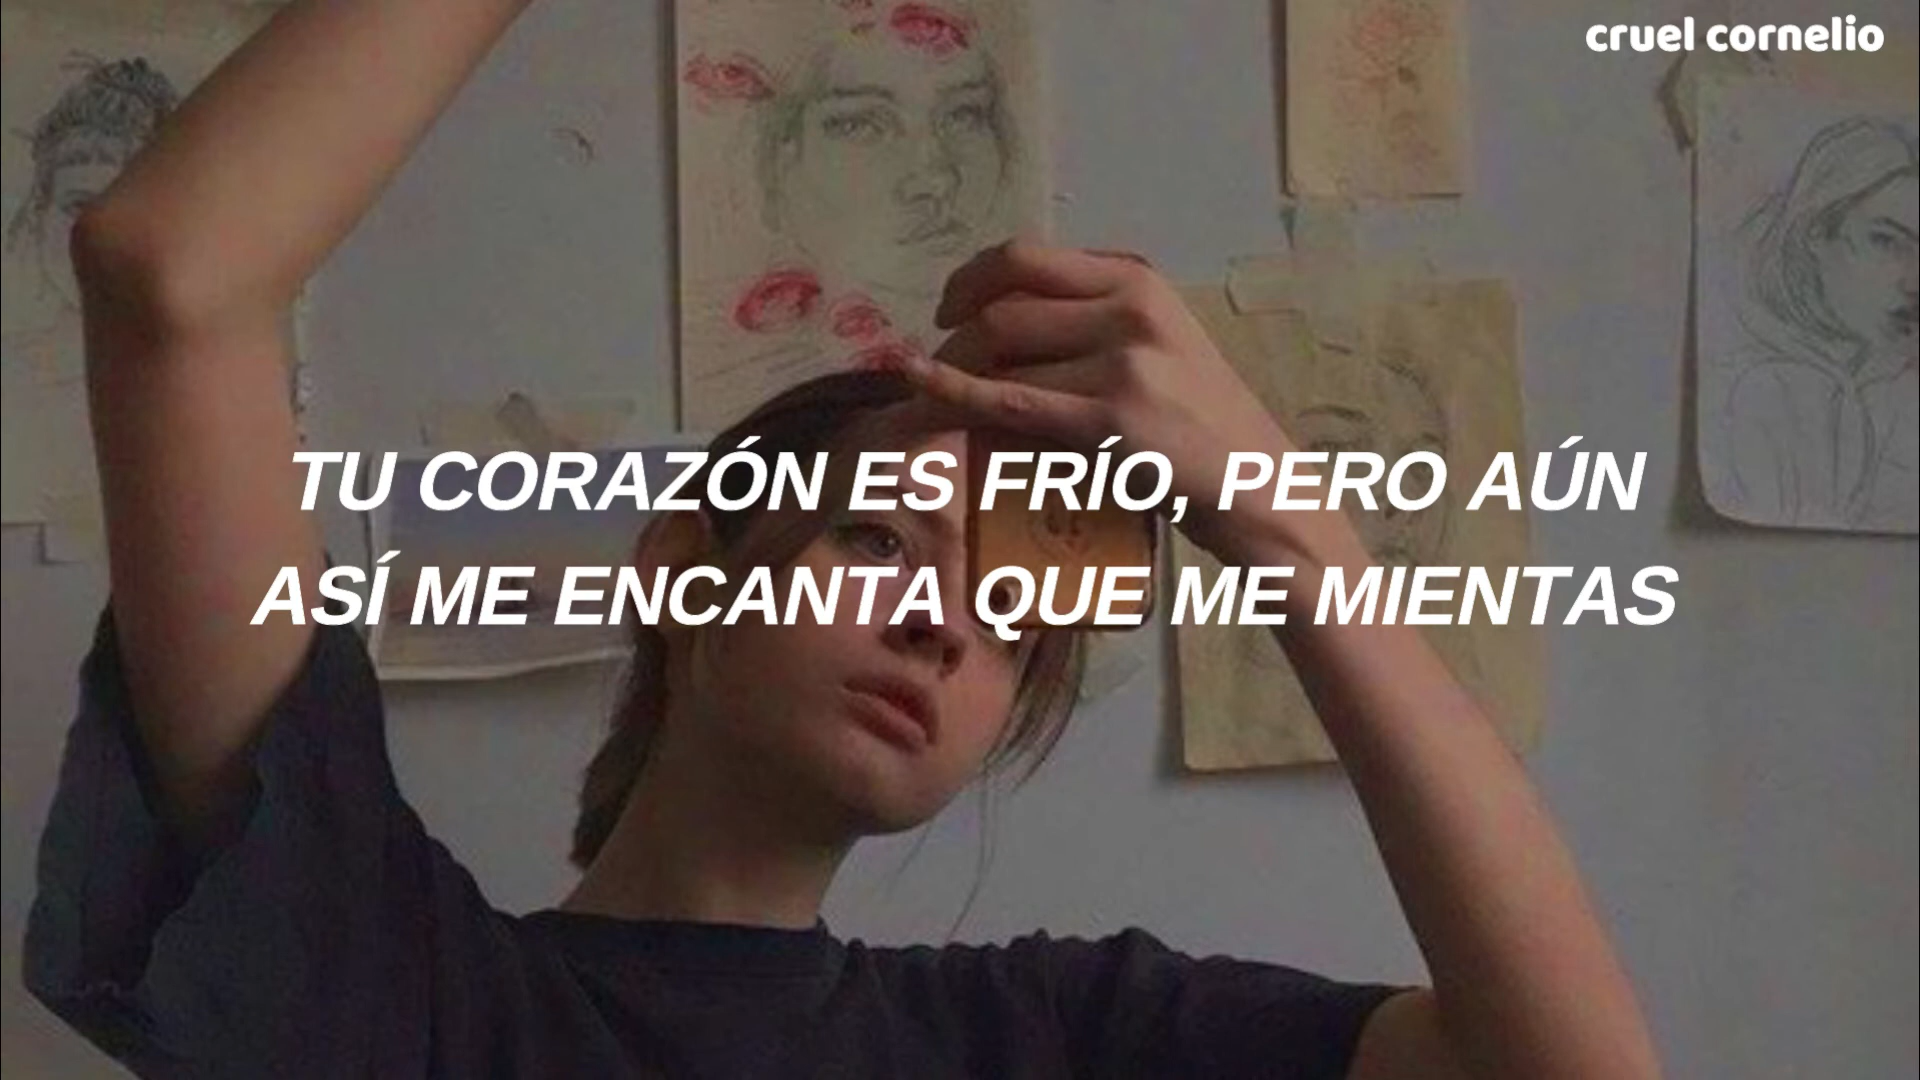 cruel cornelio
TU CORAZÓN ES FRÍO, PERO AÚN
ASÍ ME ENCANTA QUE ME MIENTAS